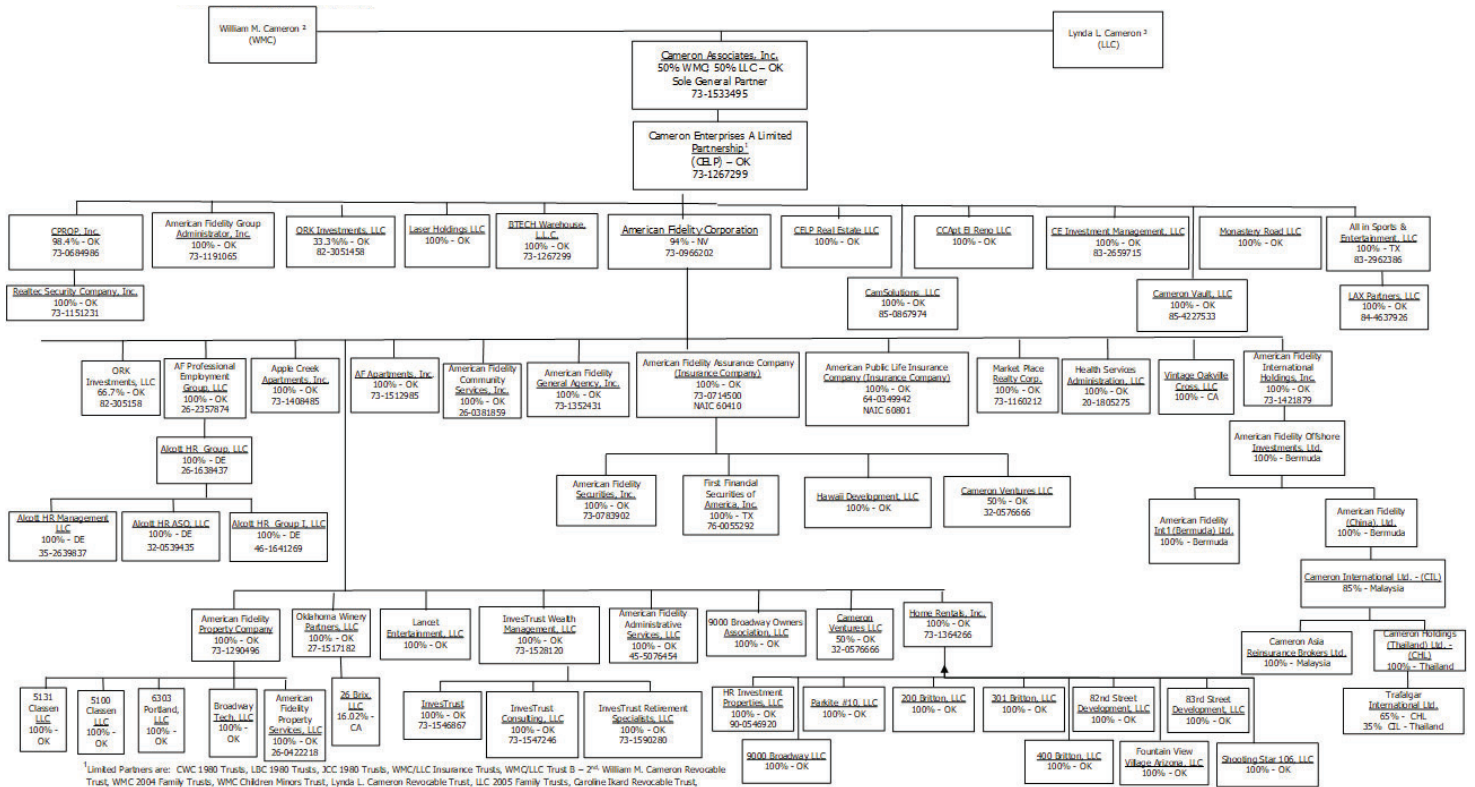 William M. Cameron ²
(WMC)
Lynda L. Cameron ³
(LLC)
Cameron Associates, Inc.
50% WMC; 50% LLC – OK
Sole General Partner
73-1533495
Cameron Enterprises A Limited
Partnership¹
(CELP) – OK
73-1267299
CPROP, Inc.
98.4% - OK
73-0684986
American Fidelity Group
Administrator, Inc.
100% - OK
73-1191065
ORK Investments, LLC
33.3%% - OK
82-3051458
Laser Holdings LLC
100% - OK
BTECH Warehouse,
L.L.C.
100% - OK
73-1267299
American Fidelity Corporation
94% - NV
73-0966202
CELP Real Estate LLC
100% - OK
CCApt El Reno LLC
100% - OK
CE Investment Management, LLC
100% - OK
83-2659715
Monastery Road LLC
100% - OK
All in Sports &
Entertainment, LLC
100% - TX
83-2962386
Realtec Security Company, Inc.
100% - OK
73-1151231
CamSolutions, LLC
100% - OK
85-0867974
Cameron Vault, LLC
100% - OK
85-4227533
LAX Partners, LLC
100% - OK
84-4637926
ORK
Investments, LLC
66.7% - OK
82-305158
AF Professional
Employment
Group, LLC
100% - OK
26-2357874
Apple Creek
Apartments, Inc.
100% - OK
73-1408485
AF Apartments, Inc.
100% - OK
73-1512985
American Fidelity
Community
Services, Inc.
100% - OK
26-0381859
American Fidelity
General Agency, Inc.
100% - OK
73-1352431
American Fidelity Assurance Company
(Insurance Company)
100% - OK
73-0714500
NAIC 60410
American Public Life Insurance
Company (Insurance Company)
100% - OK
64-0349942
NAIC 60801
Market Place
Realty Corp.
100% - OK
73-1160212
Health Services
Administration, LLC
100% - OK
20-1805275
Vintage Oakville
Cross, LLC
100% - CA
American Fidelity
International
Holdings, Inc.
100% - OK
73-1421879
Alcott HR Group, LLC
100% - DE
26-1638437
American Fidelity Offshore
Investments, Ltd.
100% - Bermuda
Alcott HR Management
LLC
100% - DE
35-2639837
Alcott HR ASO, LLC
100% - DE
32-0539435
Alcott HR Group I, LLC
100% - DE
46-1641269
American Fidelity
Securities, Inc.
100% - OK
73-0783902
First Financial
Securities of
America, Inc.
100% - TX
76-0055292
Hawaii Development, LLC
100% - OK
Cameron Ventures LLC
50% - OK
32-0576666
American Fidelity
Int'l (Bermuda) Ltd.
100% - Bermuda
American Fidelity
(China), Ltd.
100% - Bermuda
Cameron International Ltd. - (CIL)
85% - Malaysia
American Fidelity
Property Company
100% - OK
73-1290496
Oklahoma Winery
Partners, LLC
100% - OK
27-1517182
Lancet
Entertainment, LLC
100% - OK
InvesTrust Wealth
Management, LLC
100% - OK
73-1528120
American Fidelity
Adminstrative
Services, LLC
100% - OK
45-5076454
9000 Broadway Owners
Association, LLC
100% - OK
Cameron
Ventures LLC
50% - OK
32-0576666
Home Rentals, Inc.
100% - OK
73-1364266
Cameron Asia
Reinsurance Brokers Ltd.
100% - Malaysia
Cameron Holdings
(Thailand) Ltd. -
(CHL)
100% - Thailand
5131
Classen
LLC
100% -
OK
5100
Classen
LLC
100% -
OK
6303
Portland,
LLC
100% -
OK
Broadway
Tech, LLC
100% -
OK
American
Fidelity
Property
Services, LLC
100% - OK
26-0422218
26 Brix,
LLC
16.02% -
CA
InvesTrust
100% - OK
73-1546867
InvesTrust
Consulting, LLC
100% - OK
73-1547246
InvesTrust Retirement
Specialists, LLC
100% - OK
73-1590280
HR Investment
Properties, LLC
100% - OK
90-0546920
Parkite #10, LLC
100% - OK
200 Britton, LLC
100% - OK
301 Britton, LLC
100% - OK
82nd Street
Development, LLC
100% - OK
83rd Street
Development, LLC
100% - OK
Trafalgar
International Ltd.
65% - CHL
35% CIL - Thailand
9000 Broadway LLC
100% - OK
400 Britton, LLC
100% - OK
Fountain View
Village Arizona, LLC
100% - OK
Shooting Star 106, LLC
100% - OK
¹Limited Partners are: CWC 1980 Trusts, LBC 1980 Trusts, JCC 1980 Trusts, WMC/LLC Insurance Trusts, WMC/LLC Trust B – 2nd, William M. Cameron Revocable
Trust, WMC 2004 Family Trusts, WMC Children Minors Trust, Lynda L. Cameron Revocable Trust, LLC 2005 Family Trusts, Caroline Ikard Revocable Trust,